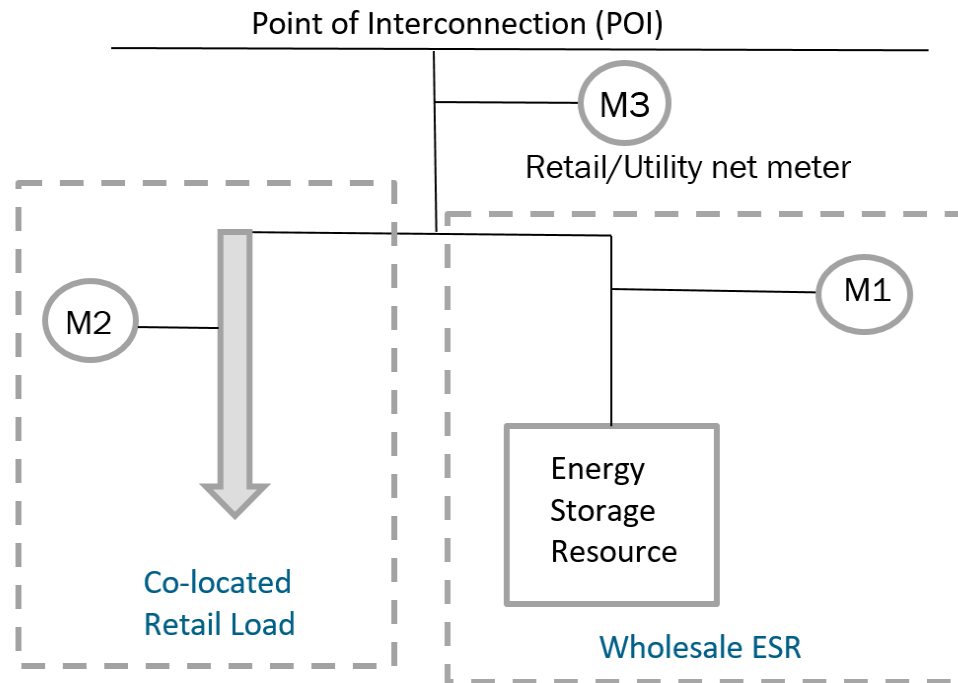 Point of Interconnection (POI)
M3
Retail/Utility net meter
M1
M2
Energy
Storage
Resource
Co-located
Retail Load
Wholesale ESR